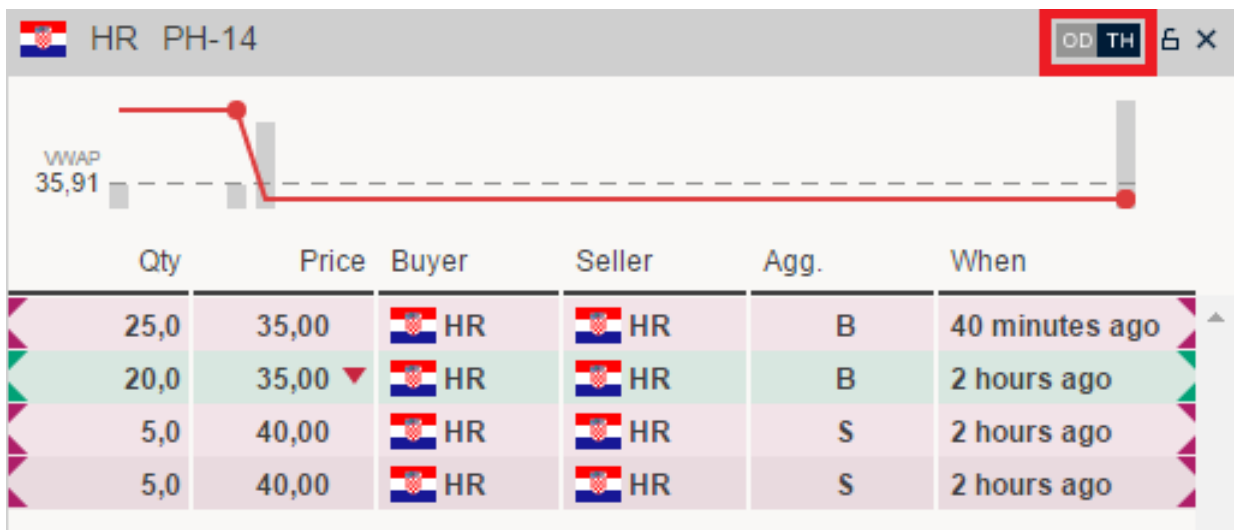 HR PH-14 OD TH
VWAP
35,91
Qty Price Buyer Seller Agg. When
25,0 35,00 HR HR B 40 minutes ago
20,0 35,00 HR HR B 2 hours ago
5,0 40,00 HR HR S 2 hours ago
5,0 40,00 HR HR S 2 hours ago